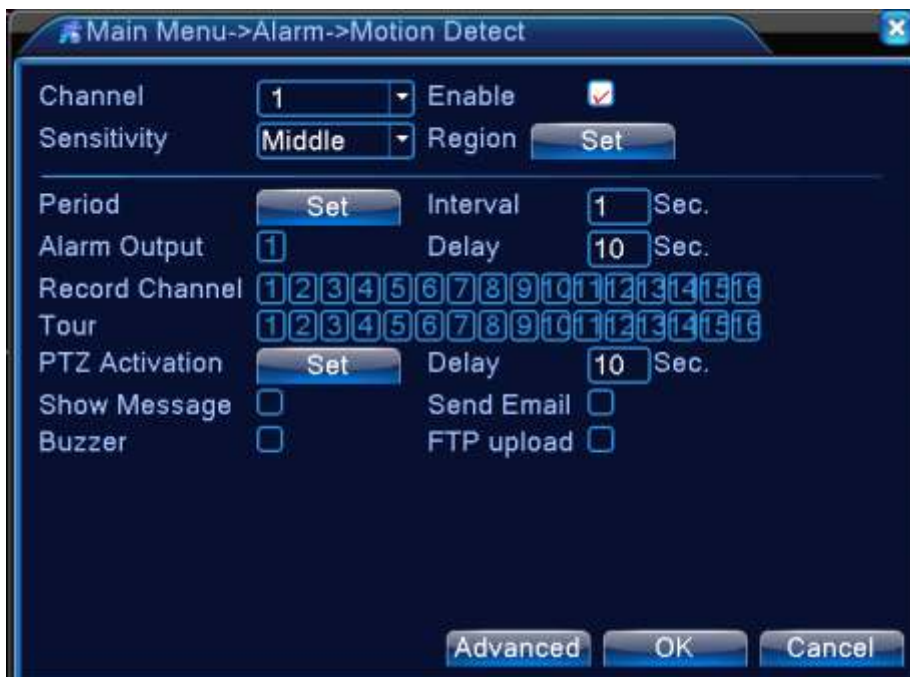 Main Menu->Alarm->Motion Detect
Channel 1 Enable
Sensitivity Middle Region Set
Period Set Interval 1 Sec.
Alarm Output 1 Delay 10 Sec.
Record Channel 1 2 3 4 5 6 7 8 9 10 11 12 13 14 15 16
Tour 1 2 3 4 5 6 7 8 9 10 11 12 13 14 15 16
PTZ Activation Set Delay 10 Sec.
Show Message Send Email
Buzzer FTP upload
Advanced OK Cancel